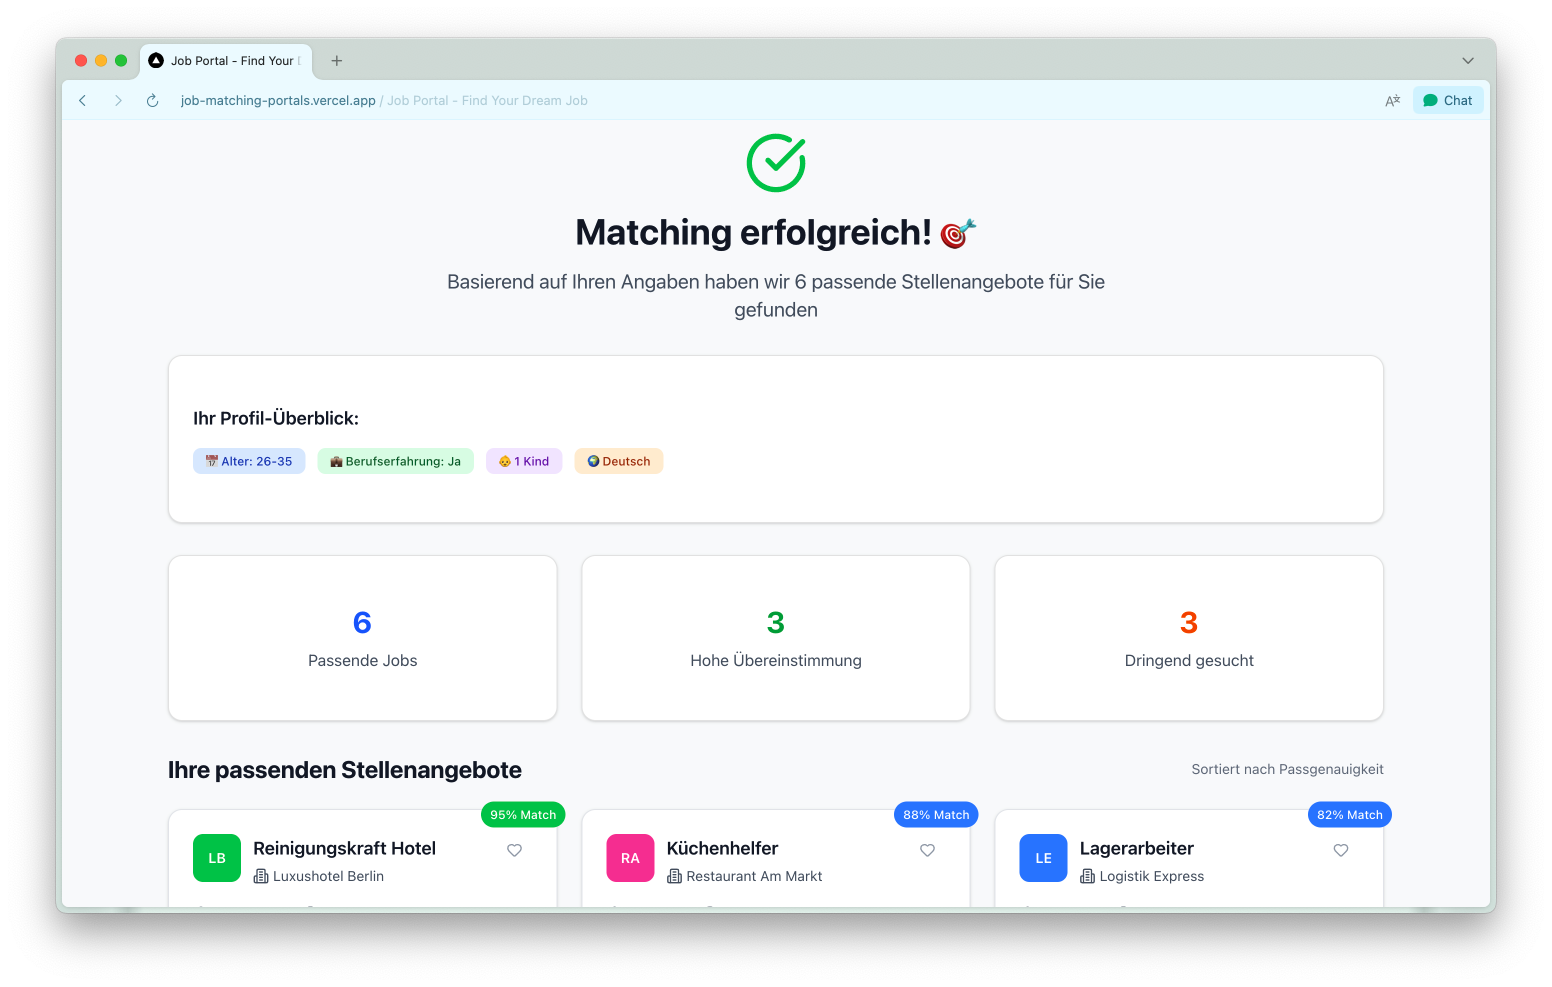 Job Portal - Find Your
job-matching-portals.vercel.app / Job Portal - Find Your Dream Job
Chat
Matching erfolgreich!
Basierend auf Ihren Angaben haben wir 6 passende Stellenangebote für Sie
gefunden
Ihr Profil-Überblick:
Alter: 26-35
Berufserfahrung: Ja
1 Kind
Deutsch
6
Passende Jobs
3
Hohe Übereinstimmung
3
Dringend gesucht
Ihre passenden Stellenangebote
Sortiert nach Passgenauigkeit
95% Match
LB
Reinigungskraft Hotel
Luxushotel Berlin
88% Match
RA
Küchenhelfer
Restaurant Am Markt
82% Match
LE
Lagerarbeiter
Logistik Express